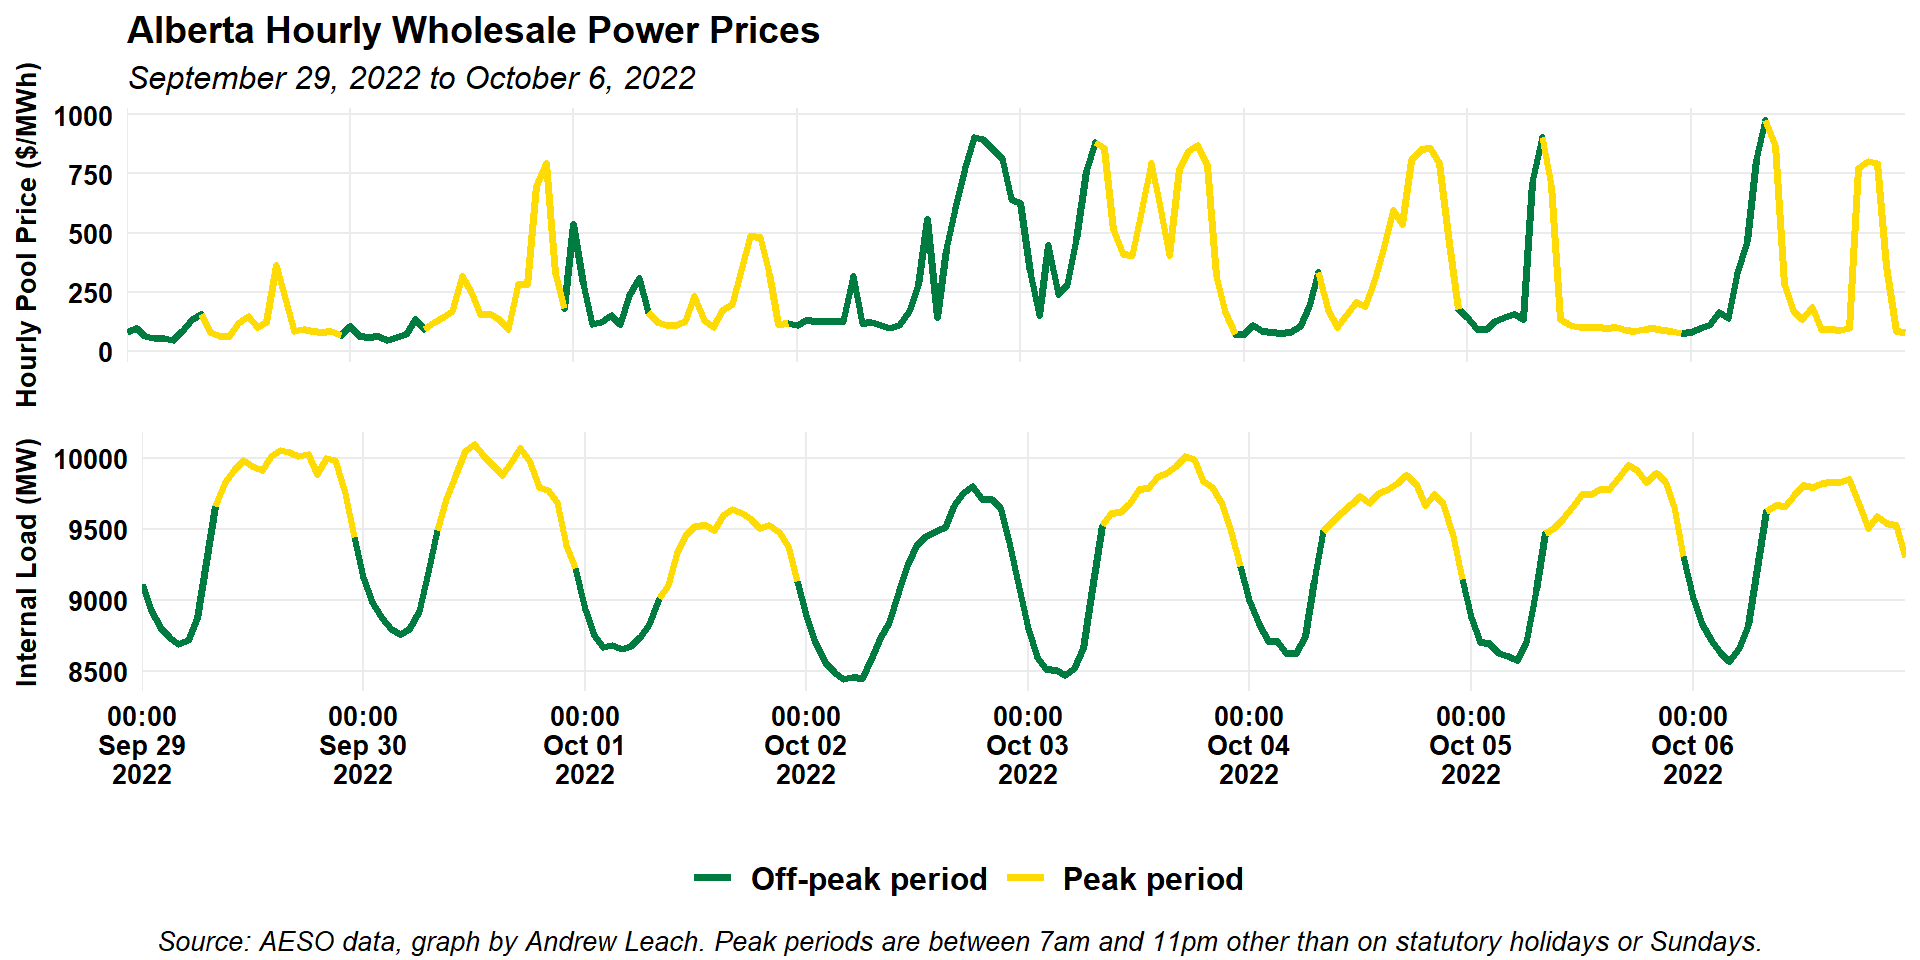 Alberta Hourly Wholesale Power Prices
September 29, 2022 to October 6, 2022
Hourly Pool Price ($/MWh)
1000
750
500
250
0
Internal Load (MW)
10000
9500
9000
8500
00:00 00:00 00:00 00:00 00:00 00:00 00:00 00:00
Sep 29 Sep 30 Oct 01 Oct 02 Oct 03 Oct 04 Oct 05 Oct 06
2022 2022 2022 2022 2022 2022 2022 2022
Off-peak period Peak period
Source: AESO data, graph by Andrew Leach. Peak periods are between 7am and 11pm other than on statutory holidays or Sundays.